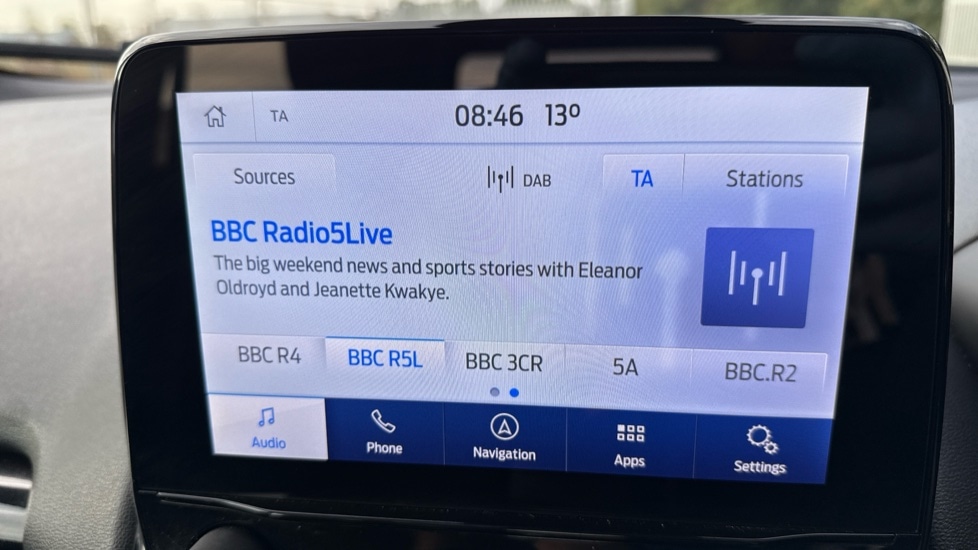 TA
08:46 13º
Sources
DAB
TA
Stations
BBC Radio5Live
The big weekend news and sports stories with Eleanor
Oldroyd and Jeanette Kwakye.
BBC R4
BBC R5L
BBC 3CR
5A
BBC.R2
Audio
Phone
Navigation
Apps
Settings